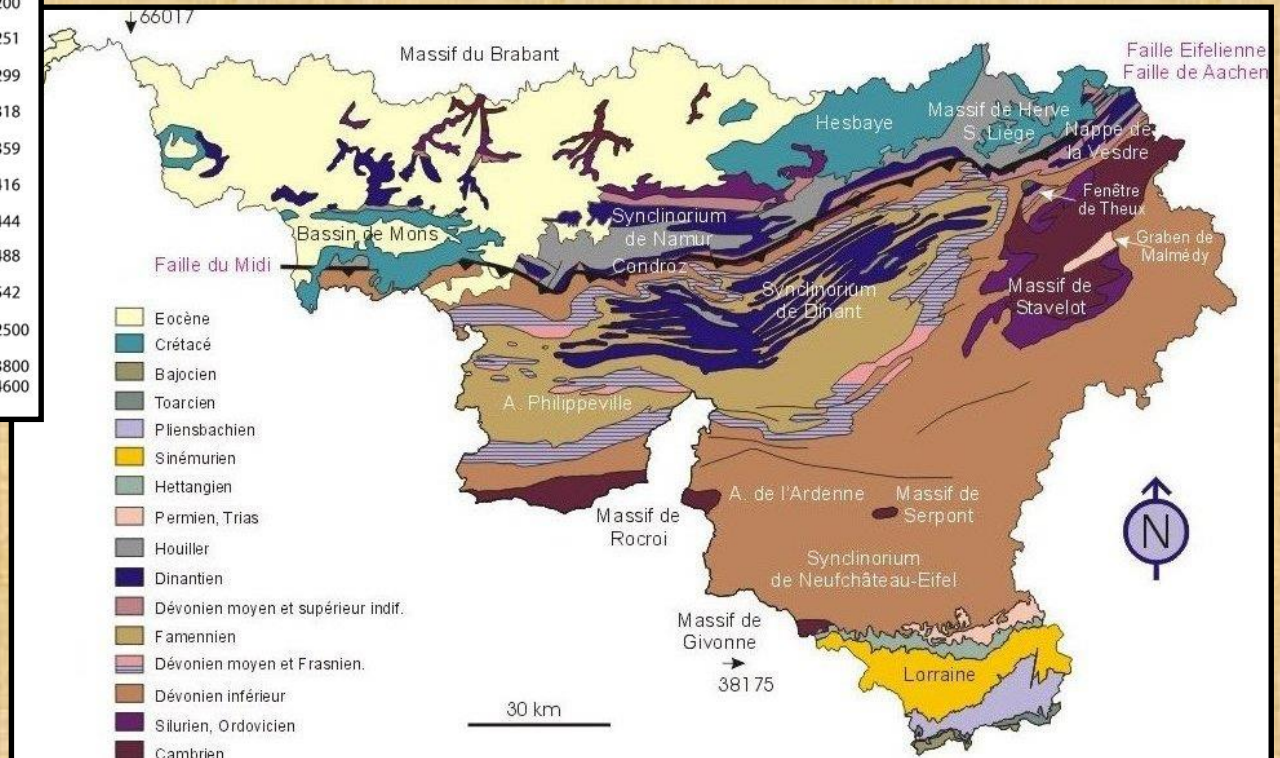 200
251
299
318
359
416
444
488
542
2500
3800
4600
66017
Massif du Brabant
Faille Eifelienne
Faille de Aachen
Hesbaye
Massif de Herve
S. Liège
Nappe de
la Vesdre
Fenêtre
de Theux
Graben de
Malmédy
Synclinorium
de Namur
Bassin de Mons
Condroz
Faille du Midi
Synclinorium
de Dinant
Massif de
Stavelot
A. Philippeville
A. de l'Ardenne
Massif de
Serpont
Massif de
Rocroi
Synclinorium
de Neufchâteau-Eifel
Massif de
Givonne
38175
Lorraine
N
30 km
Eocène
Crétacé
Bajocien
Toarcien
Pliensbachien
Sinémurien
Hettangien
Permien, Trias
Houiller
Dinantien
Dévonien moyen et supérieur indif.
Famennien
Dévonien moyen et Frasnien.
Dévonien inférieur
Silurien, Ordovicien
Cambrien